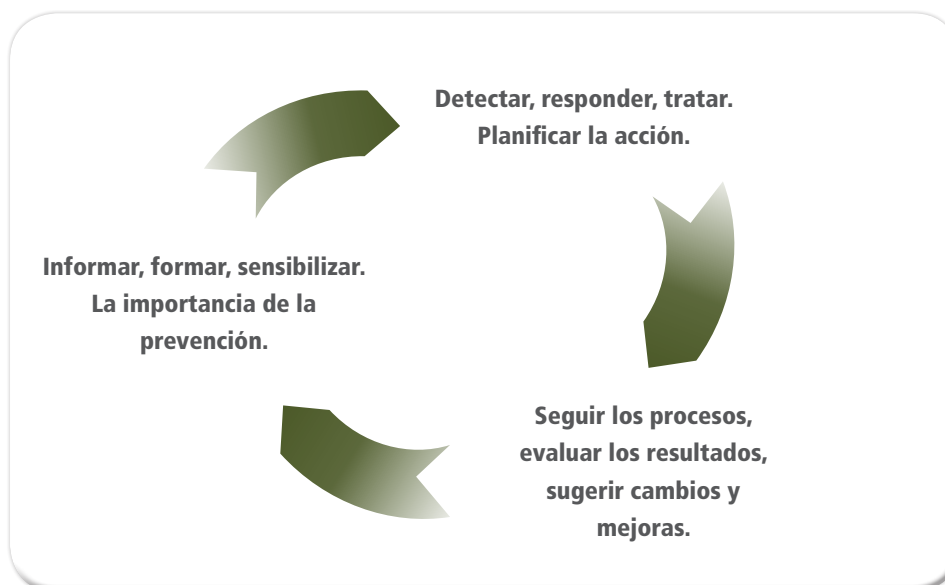 Detectar, responder, tratar.
Planificar la acción.
Informar, formar, sensibilizar.
La importancia de la
prevención.
Seguir los procesos,
evaluar los resultados,
sugerir cambios y
mejoras.